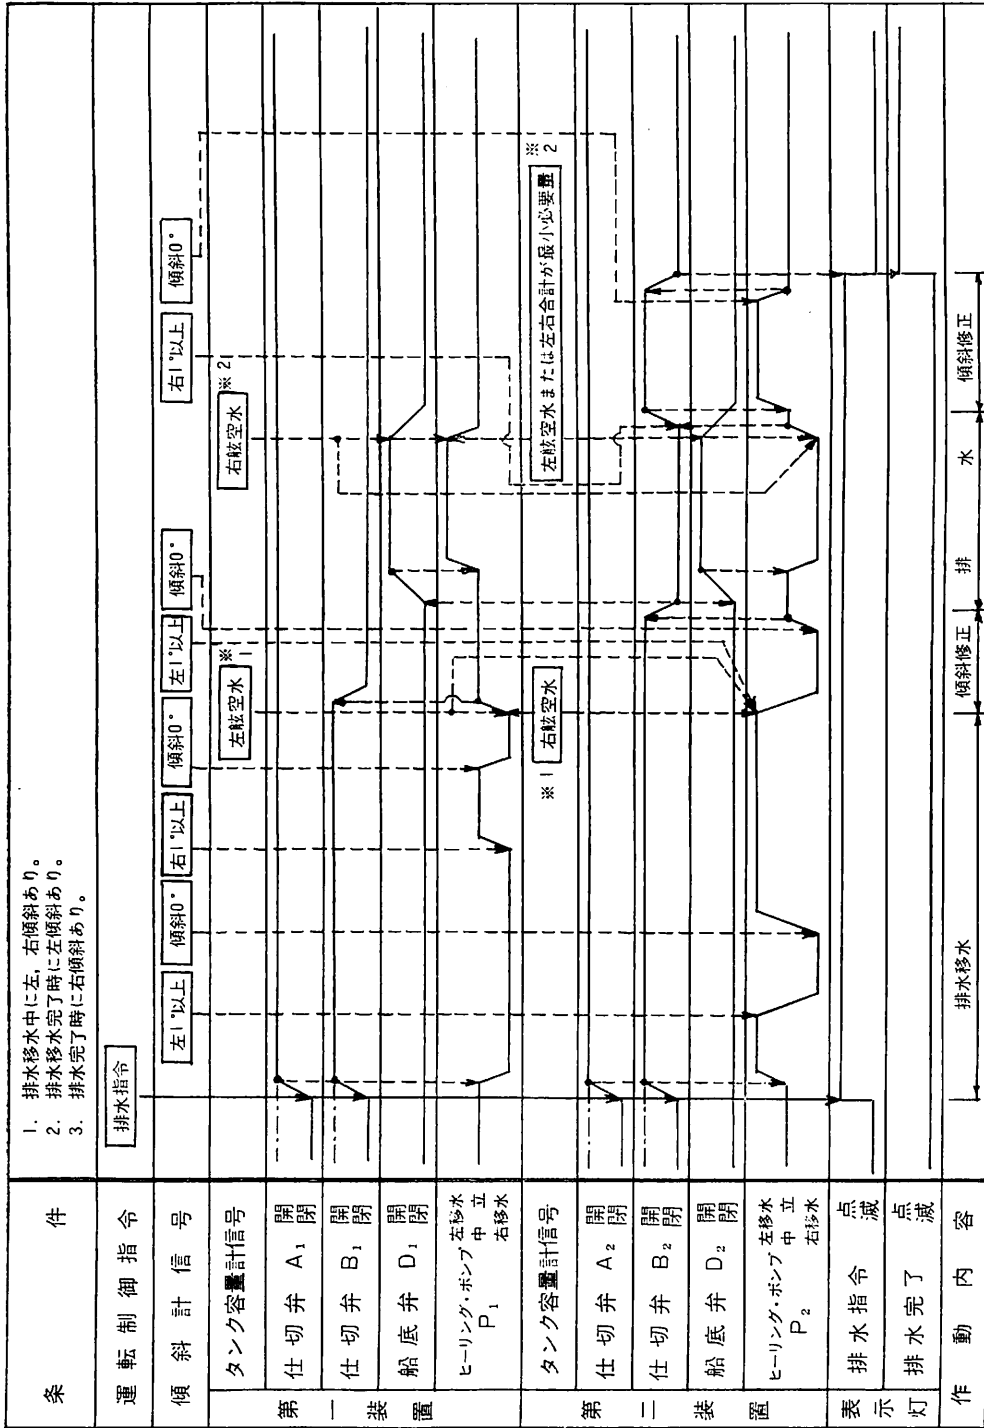 条件
1. 排水移水中に左，右傾斜あり。
2. 排水移水完了時に左傾斜あり。
3. 排水完了時に右傾斜あり。
運転制御指令
排水指令
傾斜計信号
左1°以上
傾斜0°
右1°以上
傾斜0°
左1°以上
傾斜0°
右1°以上
傾斜0°
第一装置
タンク容量計信号
左舷空水
※1
右舷空水
※2
仕切弁 A1 開 閉
仕切弁 B1 開 閉
船底弁 D1 開 閉
ヒーリング・ポンプ P1 左移水 中立 右移水
第二装置
タンク容量計信号
※1
右舷空水
左舷空水または左右合計が最小必要量
※2
仕切弁 A2 開 閉
仕切弁 B2 開 閉
船底弁 D2 開 閉
ヒーリング・ポンプ P2 左移水 中立 右移水
表示灯
排水指令 点 滅
排水完了 点 滅
作動内容
排水移水
傾斜修正
排水
傾斜修正